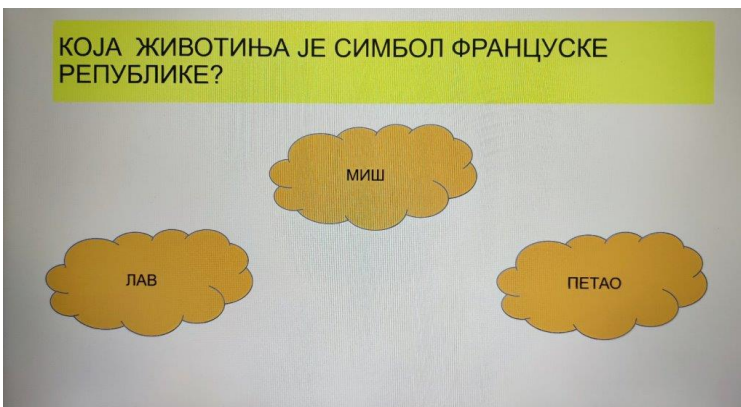 КОЈА ЖИВОТИЊА ЈЕ СИМБОЛ ФРАНЦУСКЕ
РЕПУБЛИКЕ?
МИШ
ЛАВ
ПЕТАО